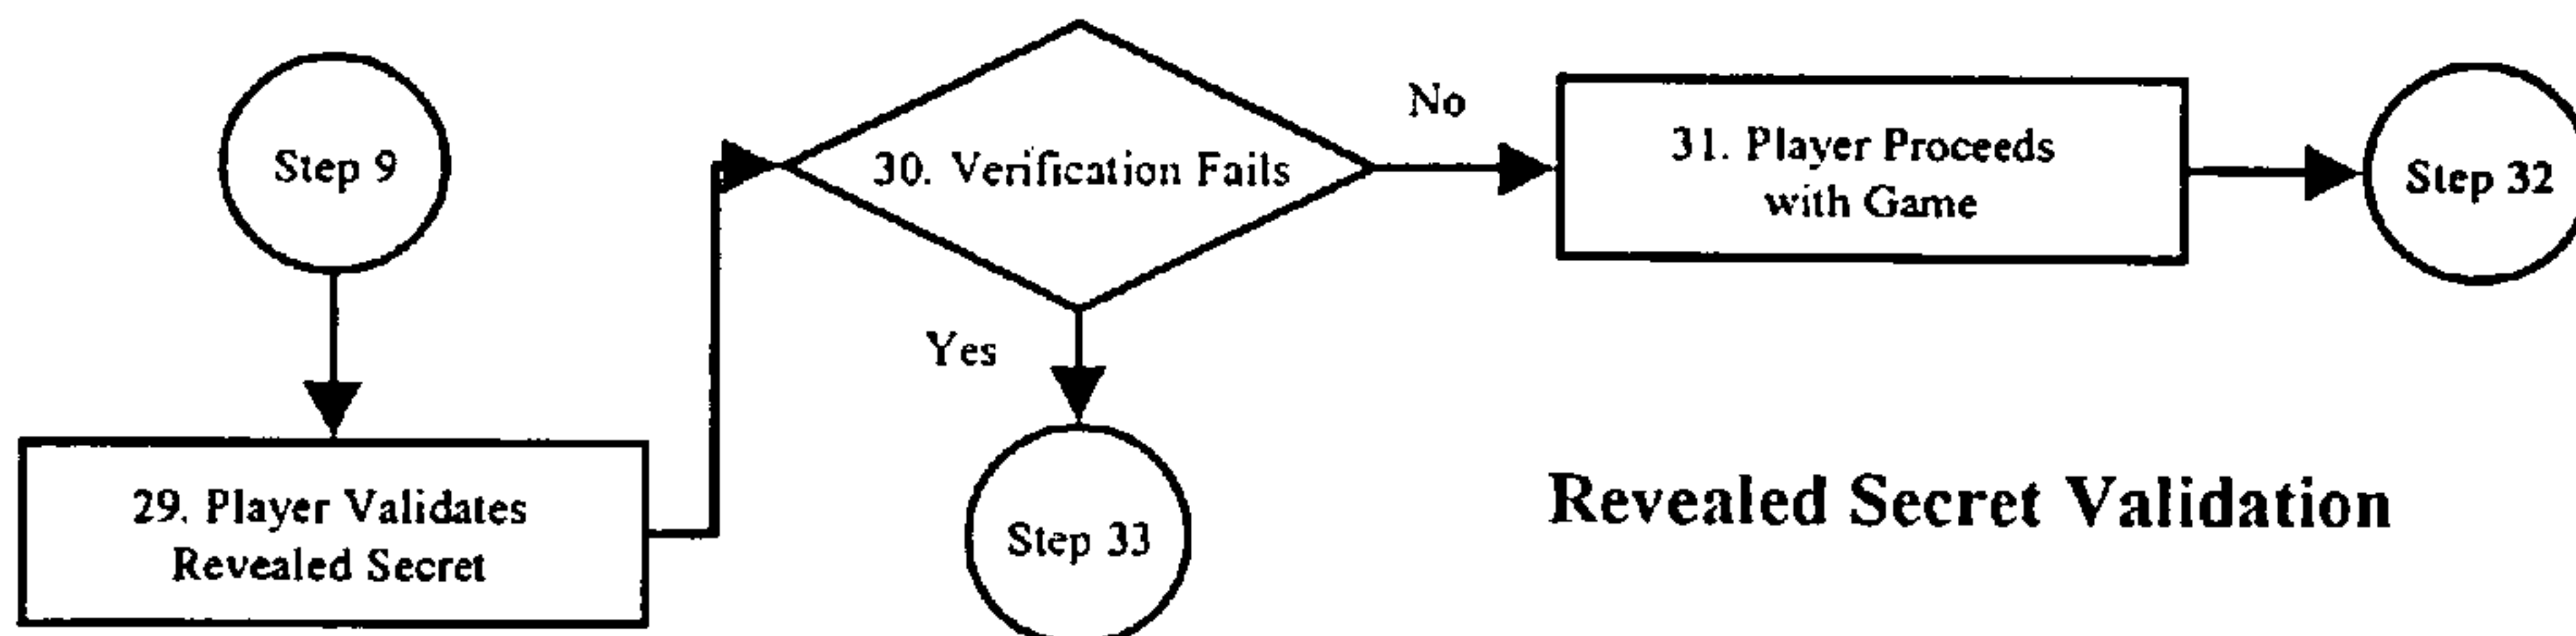 Step 9
29. Player Validates
Revealed Secret
30. Verification Fails
No
Yes
31. Player Proceeds
with Game
Step 32
Step 33
Revealed Secret Validation